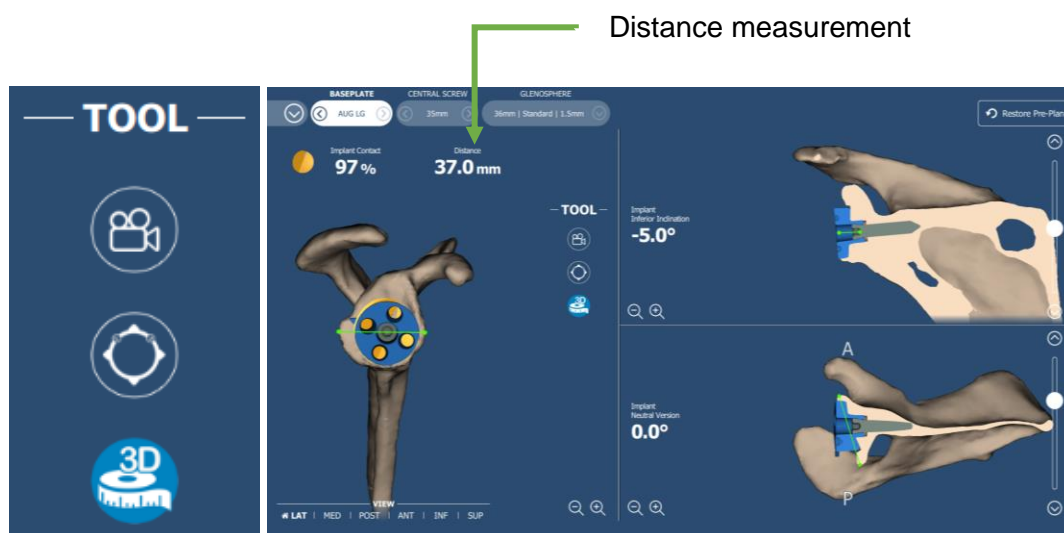 Distance measurement
TOOL
3D
BASEPLATE
CENTRAL SCREW
GLENOSPHERE
AUG LG
35mm
36mm | Standard | 1.5mm
Restore Pre-Plan
Implant Contact
97 %
Distance
37.0 mm
TOOL
3D
VIEW
LAT | MED | POST | ANT | INF | SUP
Implant
Inferior Inclination
-5.0°
Implant
Neutral Version
0.0°
A
P